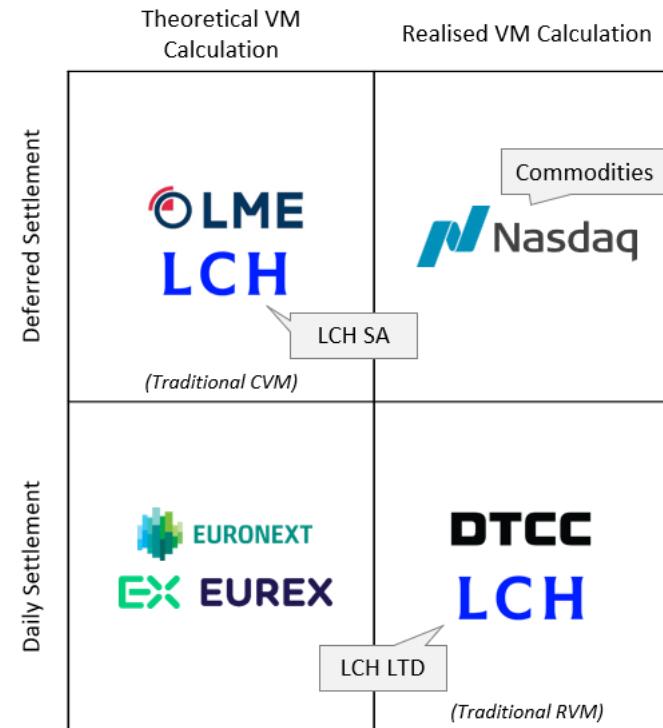 Theoretical VM
Calculation
Realised VM Calculation
Deferred Settlement
LME
LCH
LCH SA
(Traditional CVM)
Commodities
Nasdaq
Daily Settlement
EURONEXT
EX EUREX
DTCC
LCH
LCH LTD
(Traditional RVM)